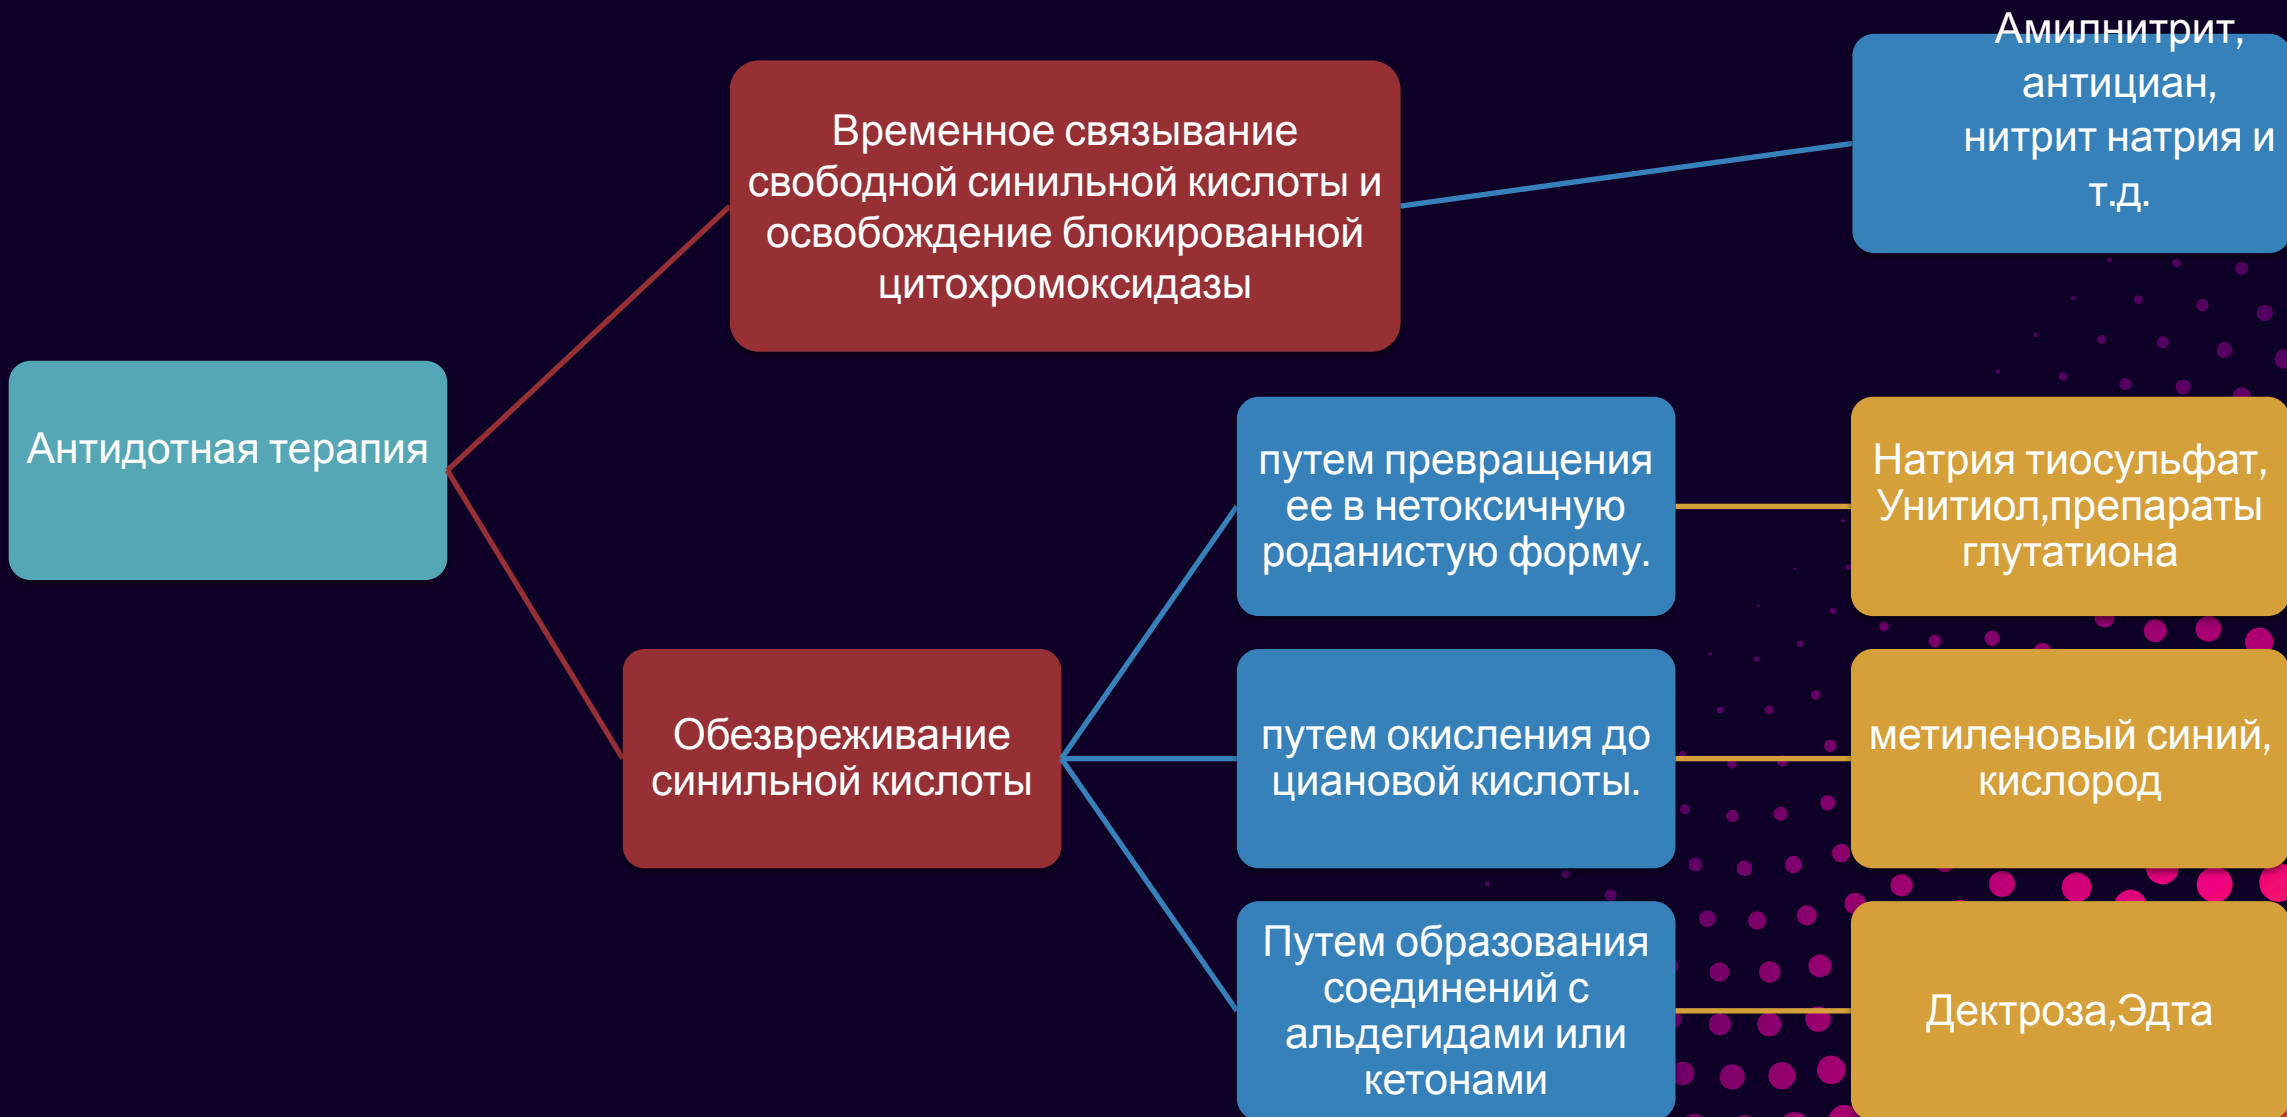 Антидотная терапия
Временное связывание
свободной синильной кислоты и
освобождение блокированной
цитохромоксидазы
Амилнитрит,
антициан,
нитрит натрия и
т.д.
Обезвреживание
синильной кислоты
путем превращения
ее в нетоксичную
роданистую форму.
Натрия тиосульфат,
Унитиол,препараты
глутатиона
путем окисления до
циановой кислоты.
метиленовый синий,
кислород
Путем образования
соединений с
альдегидами или
кетонами
Дектроза,Эдта